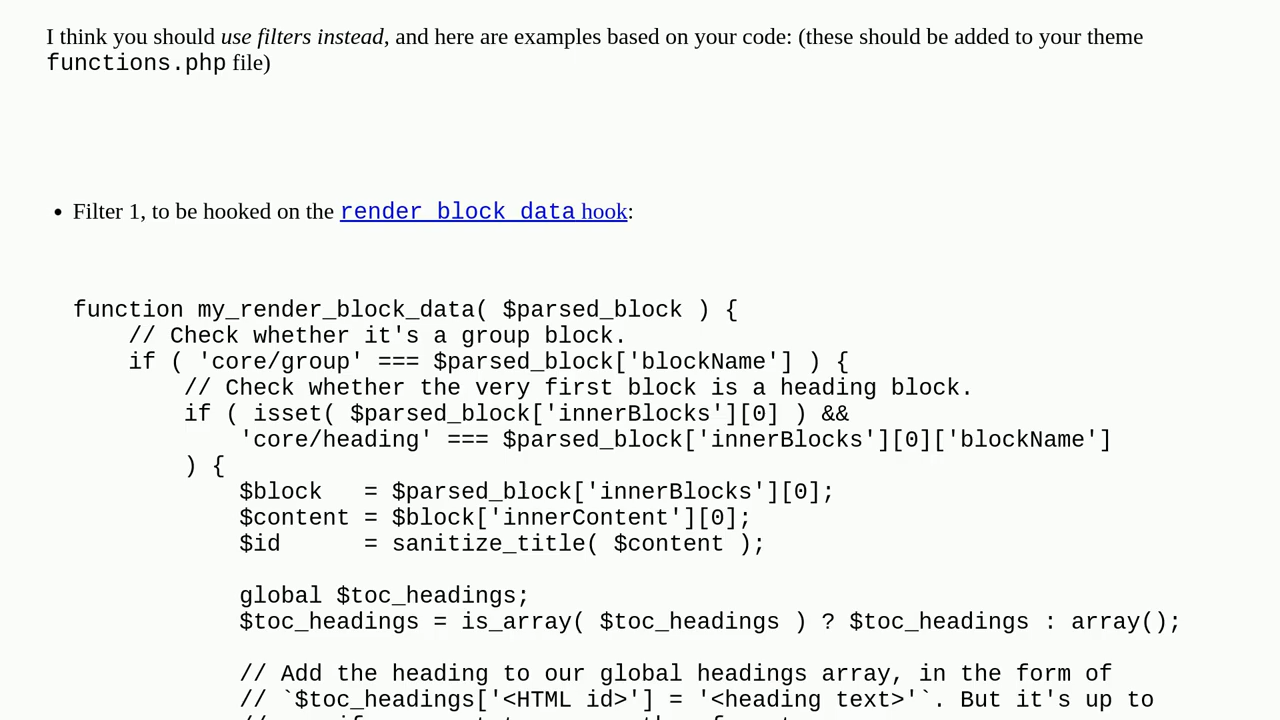 I think you should use filters instead, and here are examples based on your code: (these should be added to your theme
functions.php file)
• Filter 1, to be hooked on the render_block_data hook:
function my_render_block_data( $parsed_block ) {
    // Check whether it's a group block.
    if ( 'core/group' === $parsed_block['blockName'] ) {
        // Check whether the very first block is a heading block.
        if ( isset( $parsed_block['innerBlocks'][0] ) &&
            'core/heading' === $parsed_block['innerBlocks'][0]['blockName']
        ) {
            $block   = $parsed_block['innerBlocks'][0];
            $content = $block['innerContent'][0];
            $id      = sanitize_title( $content );
            global $toc_headings;
            $toc_headings = is_array( $toc_headings ) ? $toc_headings : array();
            // Add the heading to our global headings array, in the form of
            // `$toc_headings['<HTML id>'] = '<heading text>'`. But it's up to